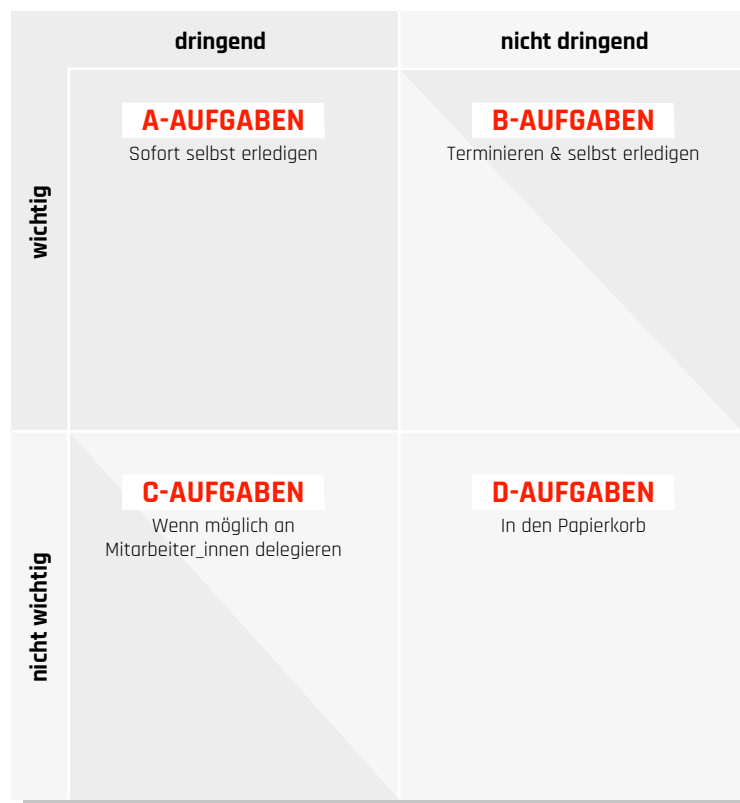 dringend
nicht dringend
wichtig
A-AUFGABEN
Sofort selbst erledigen
B-AUFGABEN
Terminieren & selbst erledigen
nicht wichtig
C-AUFGABEN
Wenn möglich an
Mitarbeiter_innen delegieren
D-AUFGABEN
In den Papierkorb